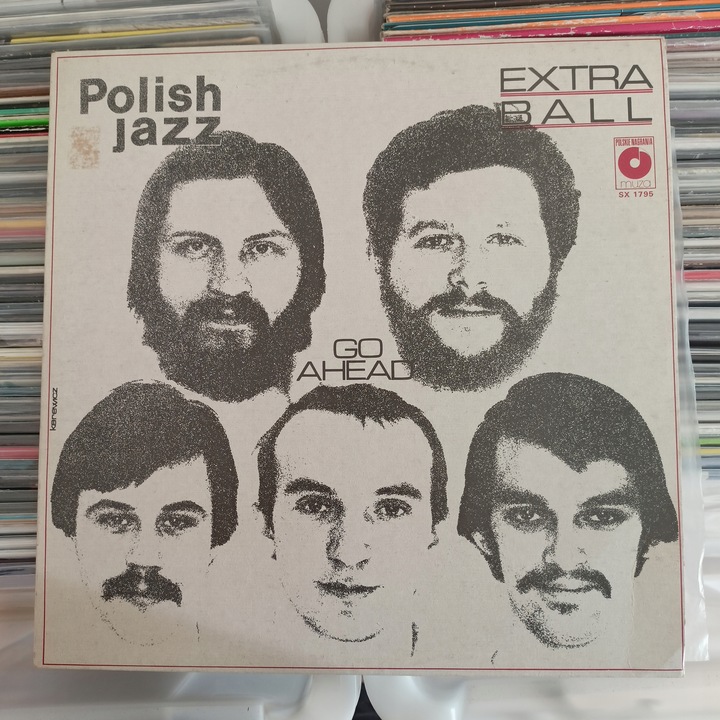 Polish
jazz
EXTRA
BALL
POLSKIE NAGRANIA
muza
SX 1795
GO
AHEAD
karewicz